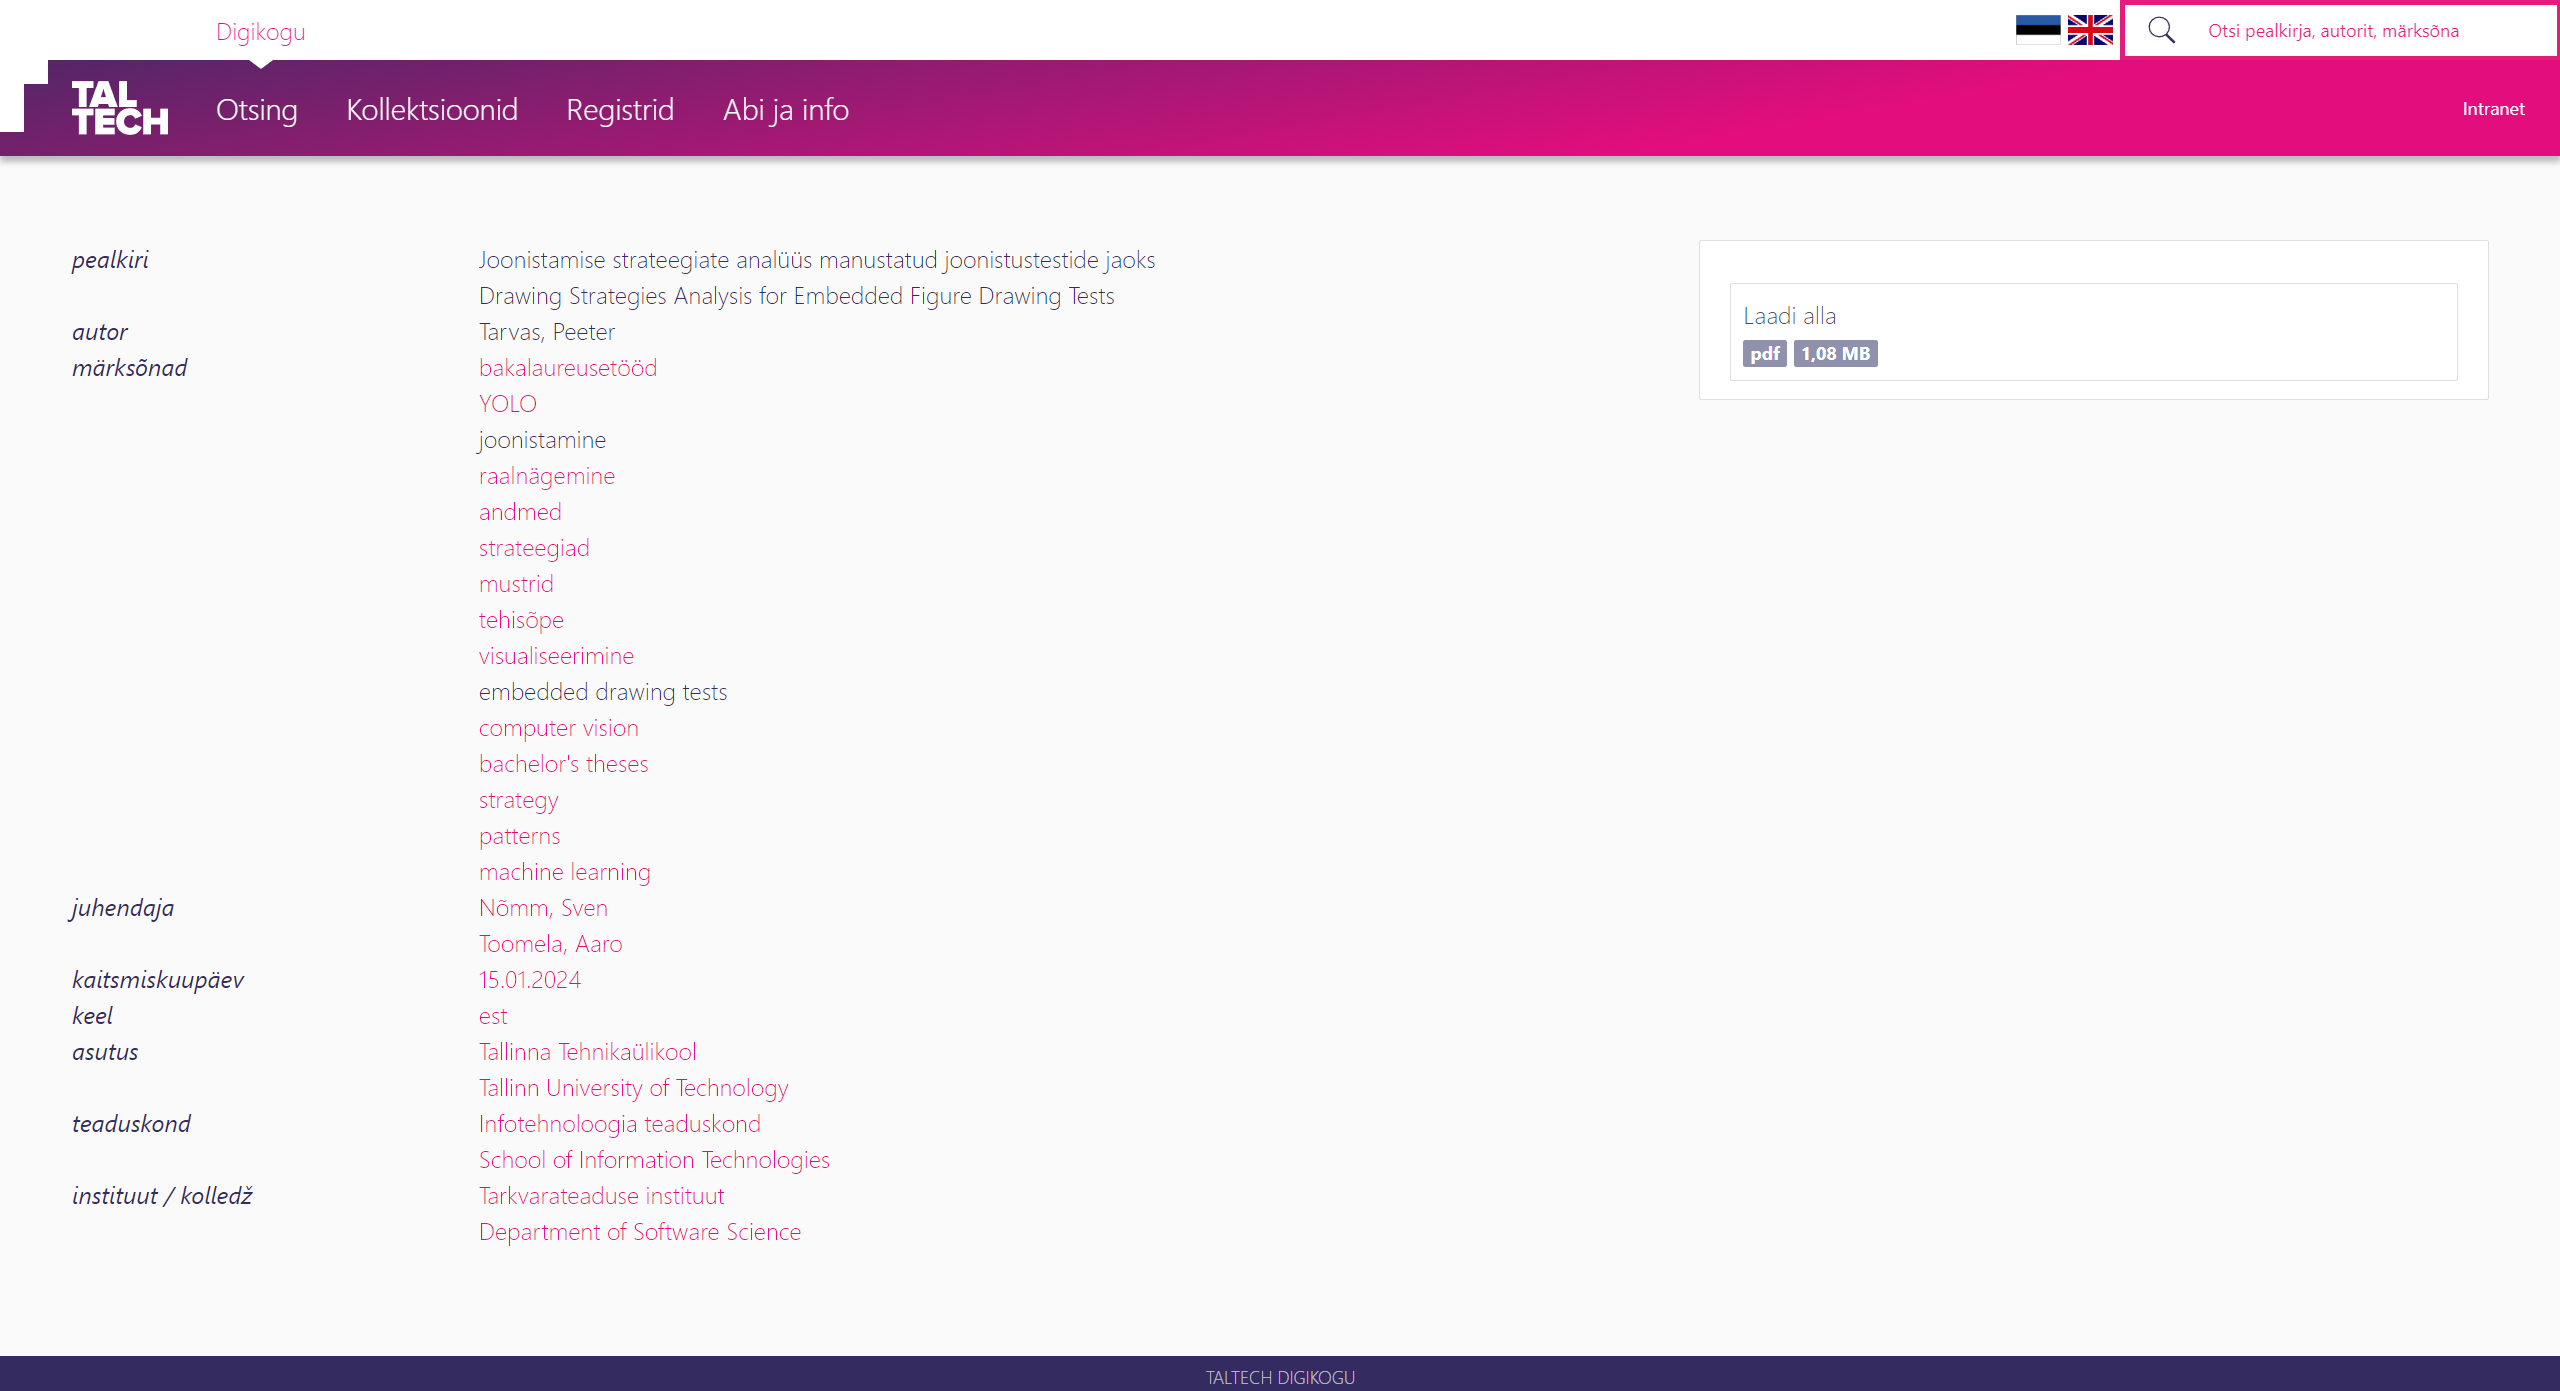 Digikogu
Otsi pealkirja, autorit, märksõna
TAL
TECH
Otsing Kollektsioonid Registrid Abi ja info
Intranet
pealkiri Joonistamise strateegiate analüüs manustatud joonistustestide jaoks
Drawing Strategies Analysis for Embedded Figure Drawing Tests
autor Tarvas, Peeter
märksõnad bakalaureusetööd
YOLO
joonistamine
raalnägemine
andmed
strateegiad
mustrid
tehisõpe
visualiseerimine
embedded drawing tests
computer vision
bachelor's theses
strategy
patterns
machine learning
juhendaja Nõmm, Sven
Toomela, Aaro
kaitsmiskuupäev 15.01.2024
keel est
asutus Tallinna Tehnikaülikool
Tallinn University of Technology
teaduskond Infotehnoloogia teaduskond
School of Information Technologies
instituut / kolledž Tarkvarateaduse instituut
Department of Software Science
Laadi alla
pdf 1,08 MB
TALTECH DIGIKOGU